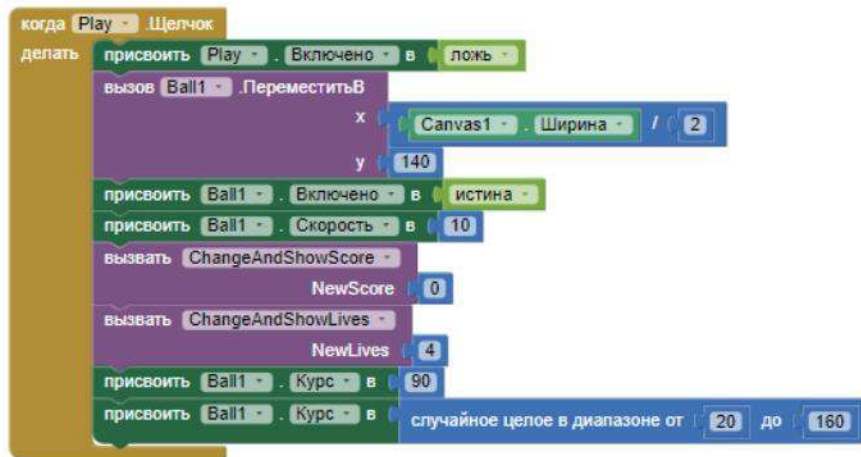 когда Play .Щелчок
делать присвоить Play . Включено в ложь
вызов Ball1 .ПереместитьВ
x Canvas1 . Ширина / 2
y 140
присвоить Ball1 . Включено в истина
присвоить Ball1 . Скорость в 10
вызвать ChangeAndShowScore
NewScore 0
вызвать ChangeAndShowLives
NewLives 4
присвоить Ball1 . Курс в 90
присвоить Ball1 . Курс в случайное целое в диапазоне от 20 до 160